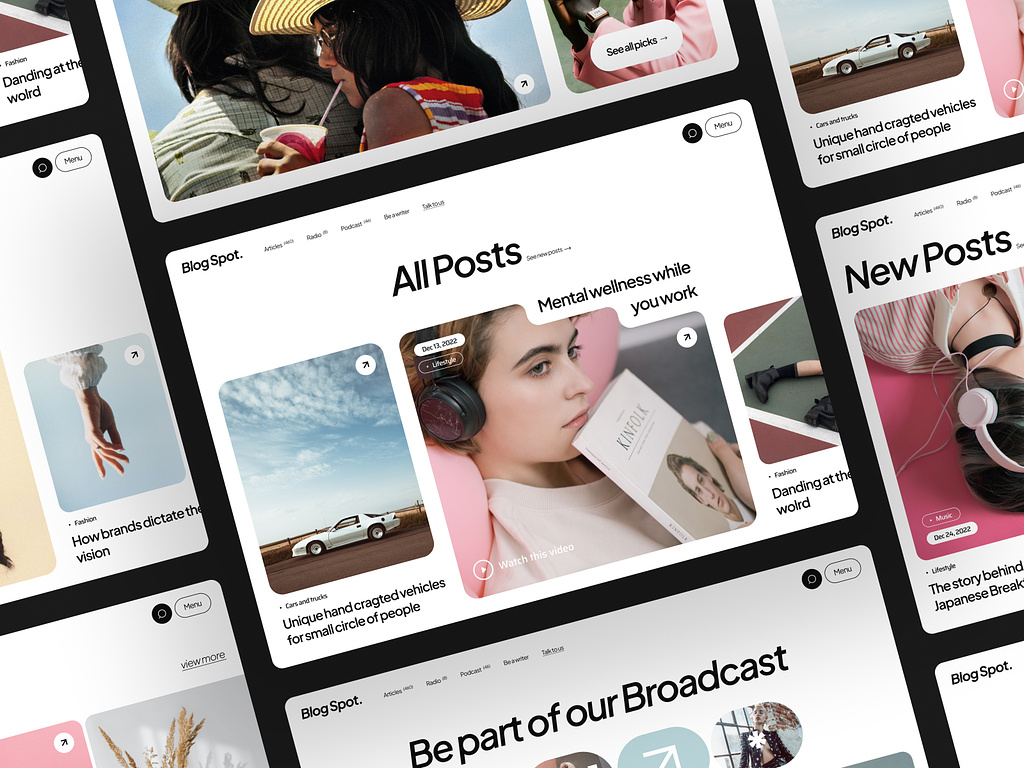 Fashion
Danding at the
wolrd
Menu
Fashion
How brands dictate the
vision
Menu
view more
See all picks →
Menu
Blog Spot.
Articles (460)
Radio (8)
Podcast (46)
Be a writer
Talk to us
All Posts
See new posts →
Mental wellness while
you work
Dec 13, 2022
Lifestyle
KINFOLK
KINFOLK
Watch this video
Cars and trucks
Unique hand cragted vehicles
for small circle of people
Fashion
Danding at the
wolrd
Menu
Blog Spot.
Articles (460)
Radio (8)
Podcast (46)
Be a writer
Talk to us
Be part of our Broadcast
Cars and trucks
Unique hand cragted vehicles
for small circle of people
Blog Spot.
Articles (460)
Radio (8)
Podcast (46)
New Posts
Music
Dec 24, 2022
Lifestyle
The story behind
Japanese Break
Blog Spot.